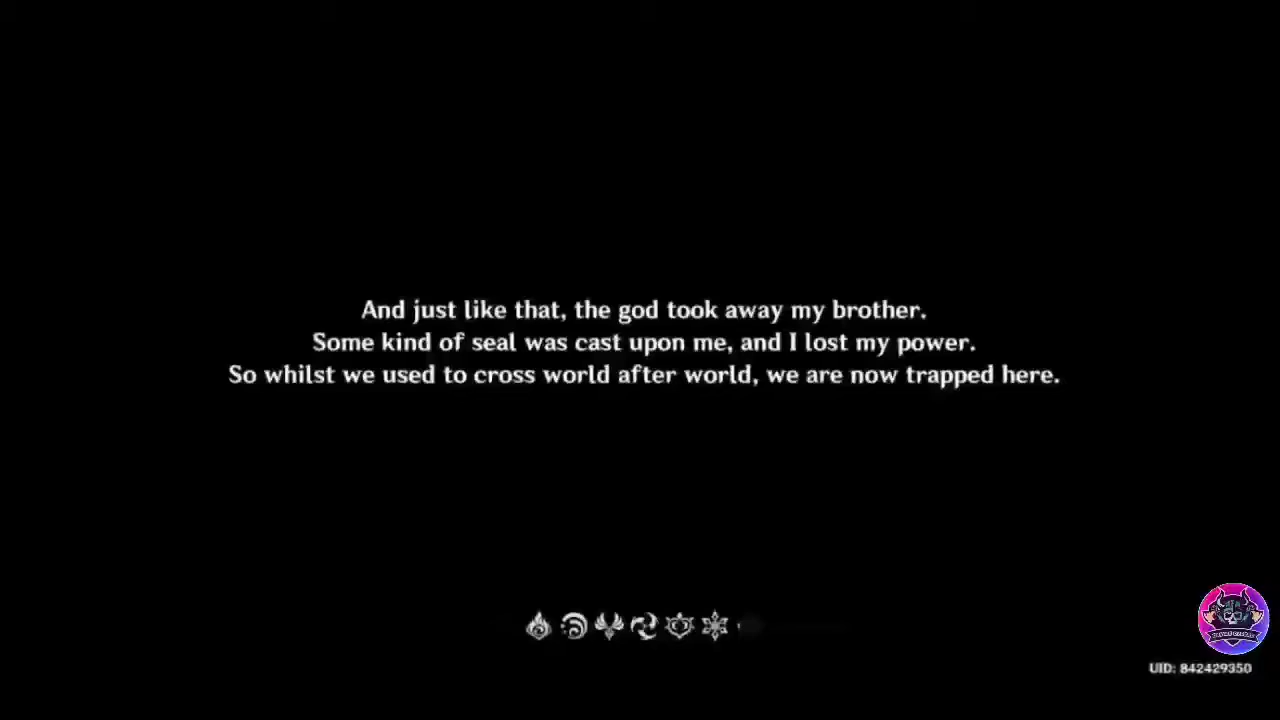 And just like that, the god took away my brother.
Some kind of seal was cast upon me, and I lost my power.
So whilst we used to cross world after world, we are now trapped here.
UID: 842429350